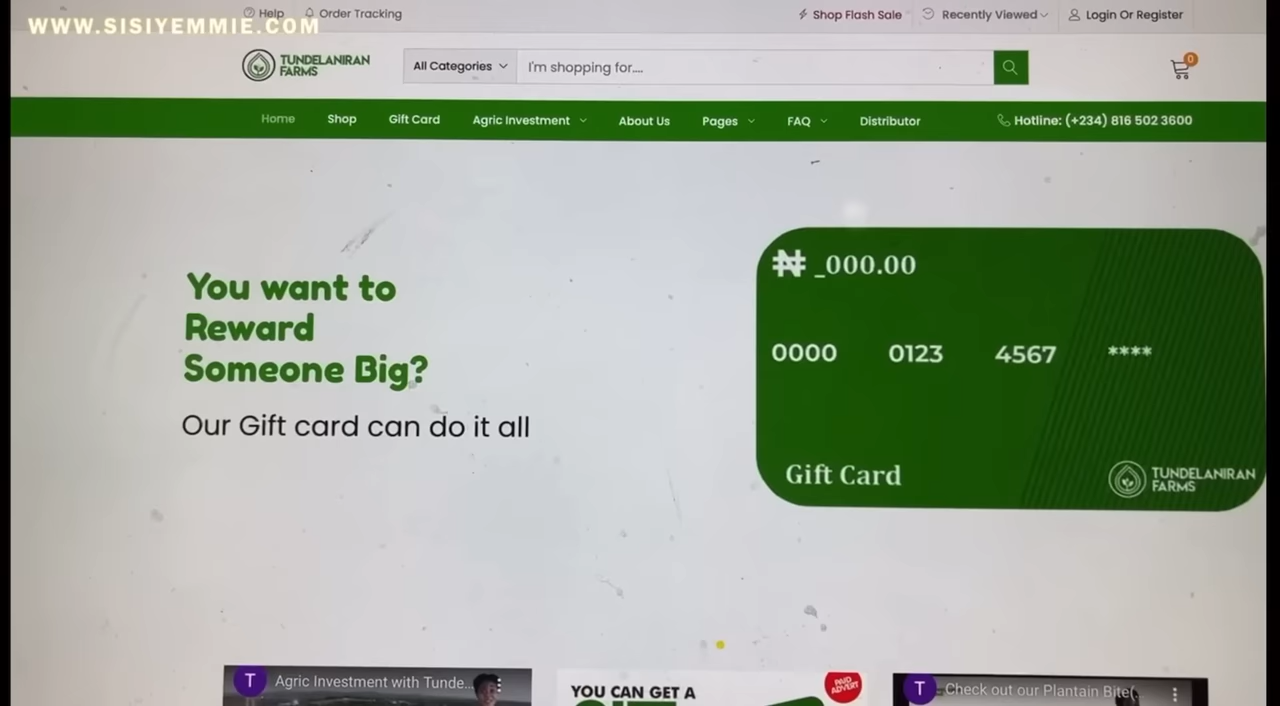 WWW.SISIYEMMIE.COM
Help
Order Tracking
Shop Flash Sale
Recently Viewed
Login Or Register
TUNDELANIRAN
FARMS
All Categories
I'm shopping for....
0
Home
Shop
Gift Card
Agric Investment
About Us
Pages
FAQ
Distributor
Hotline: (+234) 816 502 3600
You want to
Reward
Someone Big?
Our Gift card can do it all
₦ _000.00
0000 0123 4567 ****
Gift Card
TUNDELANIRAN
FARMS
T
Agric Investment with Tunde...
YOU CAN GET A
PAID
ADVERT
T
Check out our Plantain Bite(..